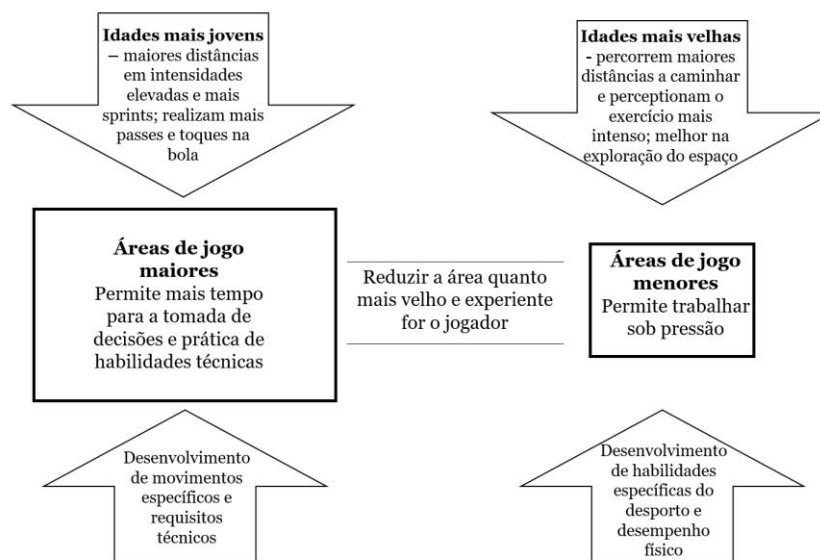 Idades mais jovens
– maiores distâncias
em intensidades
elevadas e mais
sprints; realizam mais
passes e toques na
bola
Idades mais velhas
- percorrem maiores
distâncias a caminhar
e perceptionam o
exercício mais
intenso; melhor na
exploração do espaço
Áreas de jogo
maiores
Permite mais tempo
para a tomada de
decisões e prática de
habilidades técnicas
Reduzir a área quanto
mais velho e experiente
for o jogador
Áreas de jogo
menores
Permite trabalhar
sob pressão
Desenvolvimento
de movimentos
específicos e
requisitos
técnicos
Desenvolvimento
de habilidades
específicas do
desporto e
desempenho
físico